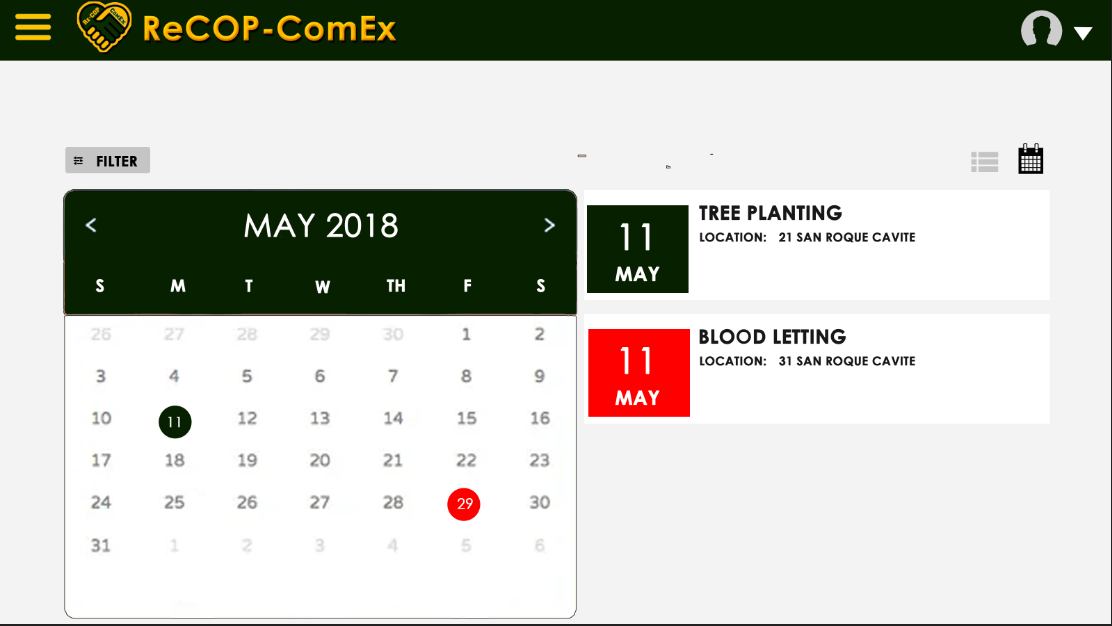 ReCOP-ComEx
FILTER
MAY 2018
S M T W TH F S
26 27 28 29 30 1 2
3 4 5 6 7 8 9
10 11 12 13 14 15 16
17 18 19 20 21 22 23
24 25 26 27 28 29 30
31 1 2 3 4 5 6
11
MAY
TREE PLANTING
LOCATION: 21 SAN ROQUE CAVITE
11
MAY
BLOOD LETTING
LOCATION: 31 SAN ROQUE CAVITE